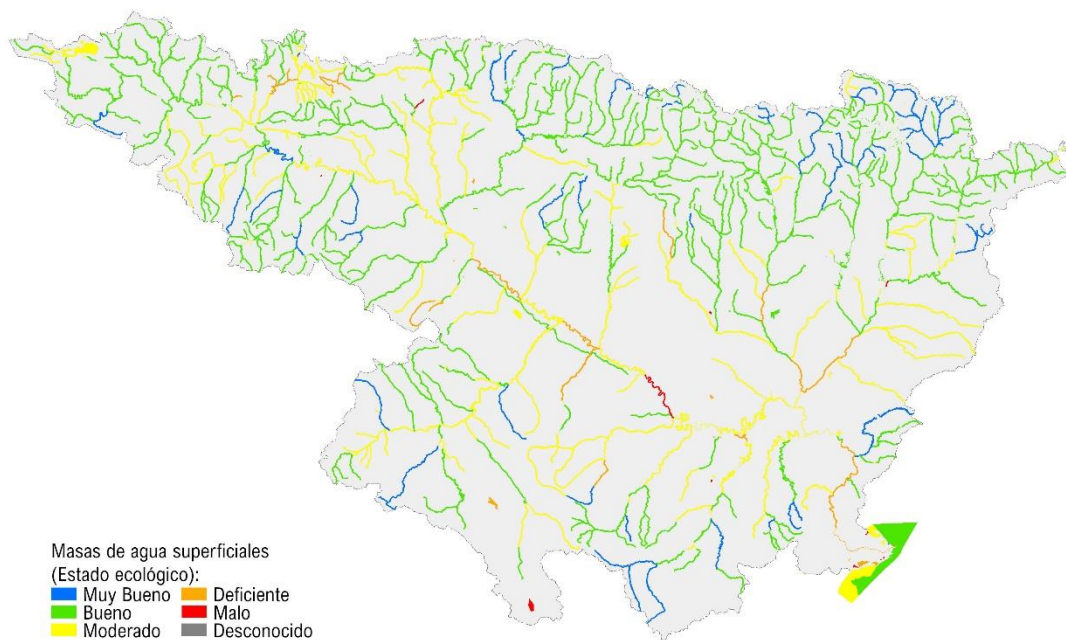 Masas de agua superficiales
(Estado ecológico):
Muy Bueno
Deficiente
Bueno
Malo
Moderado
Desconocido